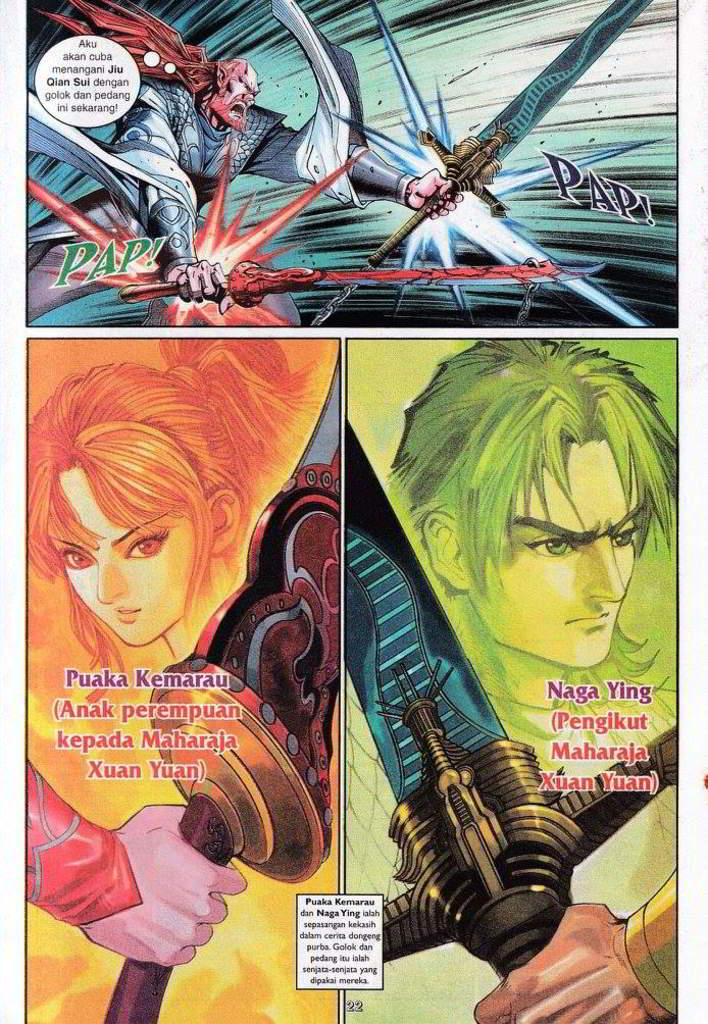 Aku
akan cuba
menangani Jiu
Qian Sui dengan
golok dan pedang
ini sekarang!
PAP!
PAP!
Puaka Kemarau
(Anak perempuan
kepada Maharaja
Xuan Yuan)
Naga Ying
(Pengikut
Maharaja
Xuan Yuan)
Puaka Kemarau
dan Naga Ying ialah
sepasangan kekasih
dalam cerita dongeng
purba. Golok dan
pedang itu ialah
senjata-senjata yang
dipakai mereka.
22